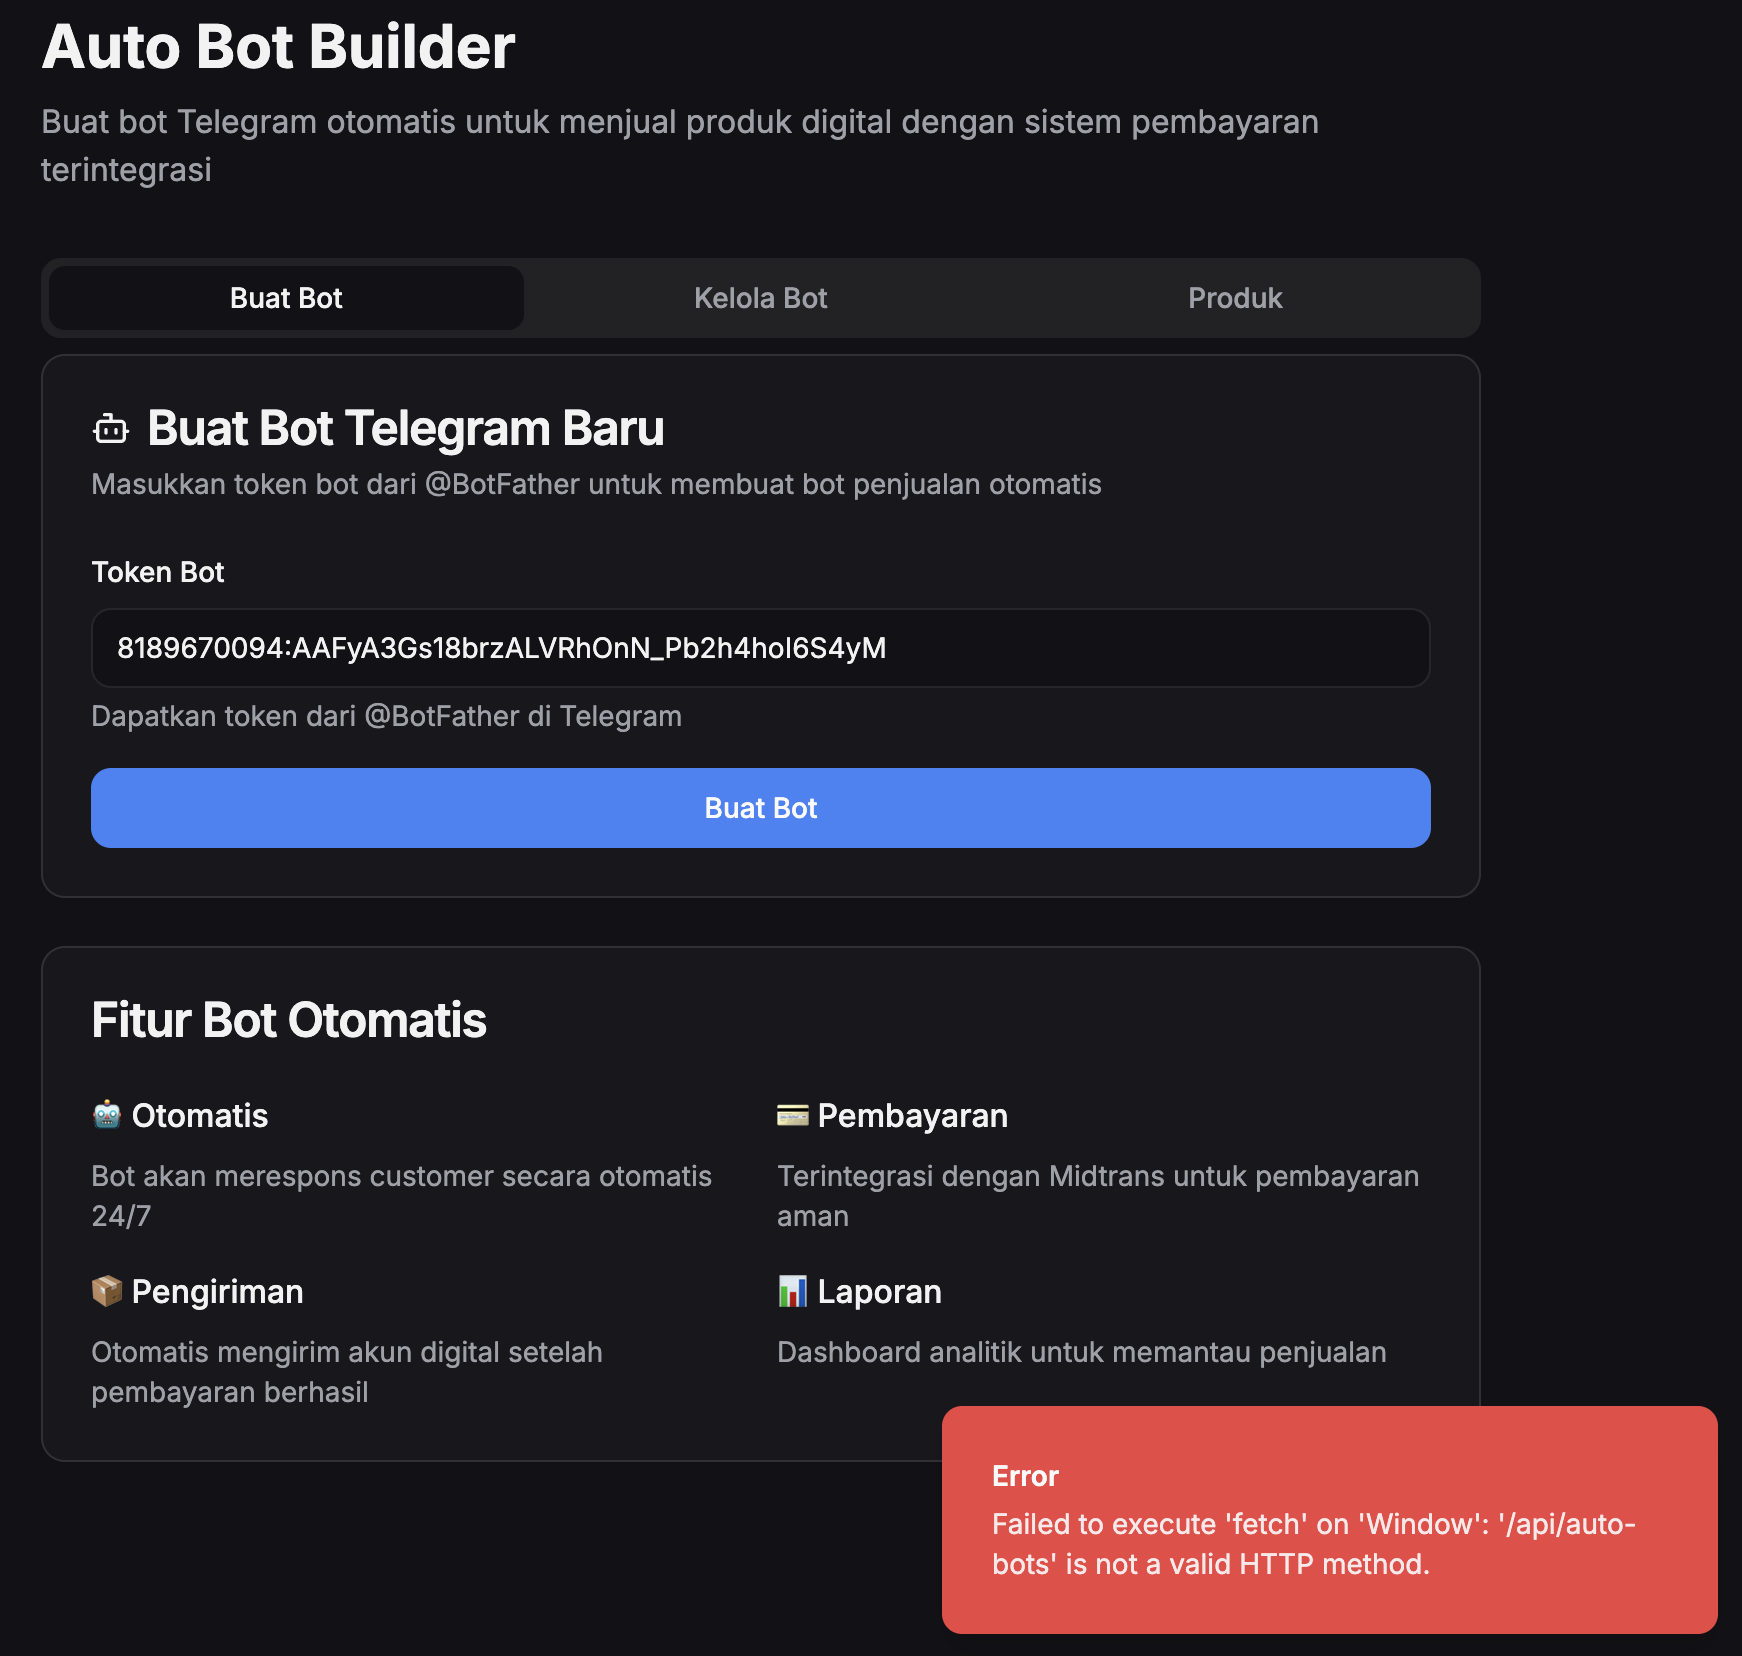 Auto Bot Builder
Buat bot Telegram otomatis untuk menjual produk digital dengan sistem pembayaran
terintegrasi
Buat Bot
Kelola Bot
Produk
Buat Bot Telegram Baru
Masukkan token bot dari @BotFather untuk membuat bot penjualan otomatis
Token Bot
8189670094:AAFyA3Gs18brzALVRhOnN_Pb2h4hoI6S4yM
Dapatkan token dari @BotFather di Telegram
Buat Bot
Fitur Bot Otomatis
🤖 Otomatis
Bot akan merespons customer secara otomatis
24/7
💳 Pembayaran
Terintegrasi dengan Midtrans untuk pembayaran
aman
📦 Pengiriman
Otomatis mengirim akun digital setelah
pembayaran berhasil
📊 Laporan
Dashboard analitik untuk memantau penjualan
Error
Failed to execute 'fetch' on 'Window': '/api/auto-
bots' is not a valid HTTP method.